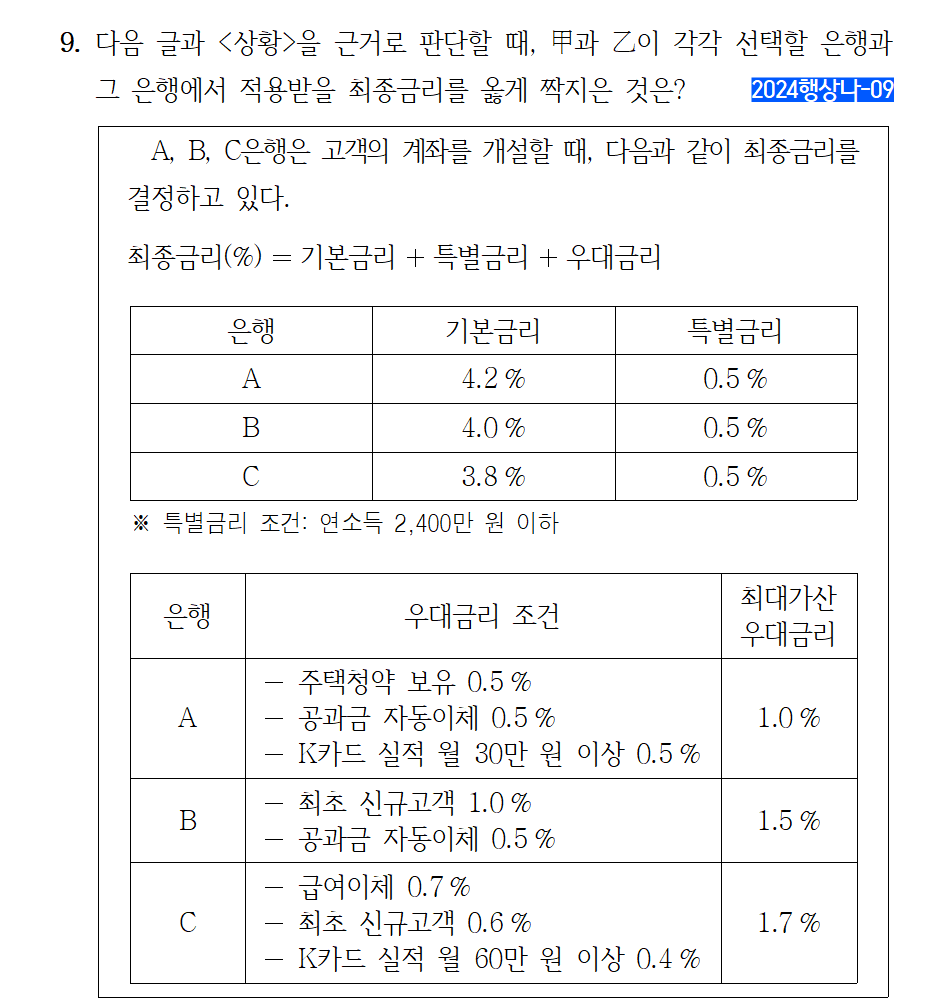 9. 다음 글과 <상황>을 근거로 판단할 때, 甲과 乙이 각각 선택할 은행과
그 은행에서 적용받을 최종금리를 옳게 짝지은 것은? 2024행상나-09
A, B, C은행은 고객의 계좌를 개설할 때, 다음과 같이 최종금리를
결정하고 있다.
최종금리(%) = 기본금리 + 특별금리 + 우대금리
은행 기본금리 특별금리
A 4.2% 0.5%
B 4.0% 0.5%
C 3.8% 0.5%
※ 특별금리 조건: 연소득 2,400만 원 이하
은행 우대금리 조건 최대가산
우대금리
A
- 주택청약 보유 0.5%
- 공과금 자동이체 0.5%
- K카드 실적 월 30만 원 이상 0.5%
1.0%
B
- 최초 신규고객 1.0%
- 공과금 자동이체 0.5%
1.5%
C
- 급여이체 0.7%
- 최초 신규고객 0.6%
- K카드 실적 월 60만 원 이상 0.4%
1.7%